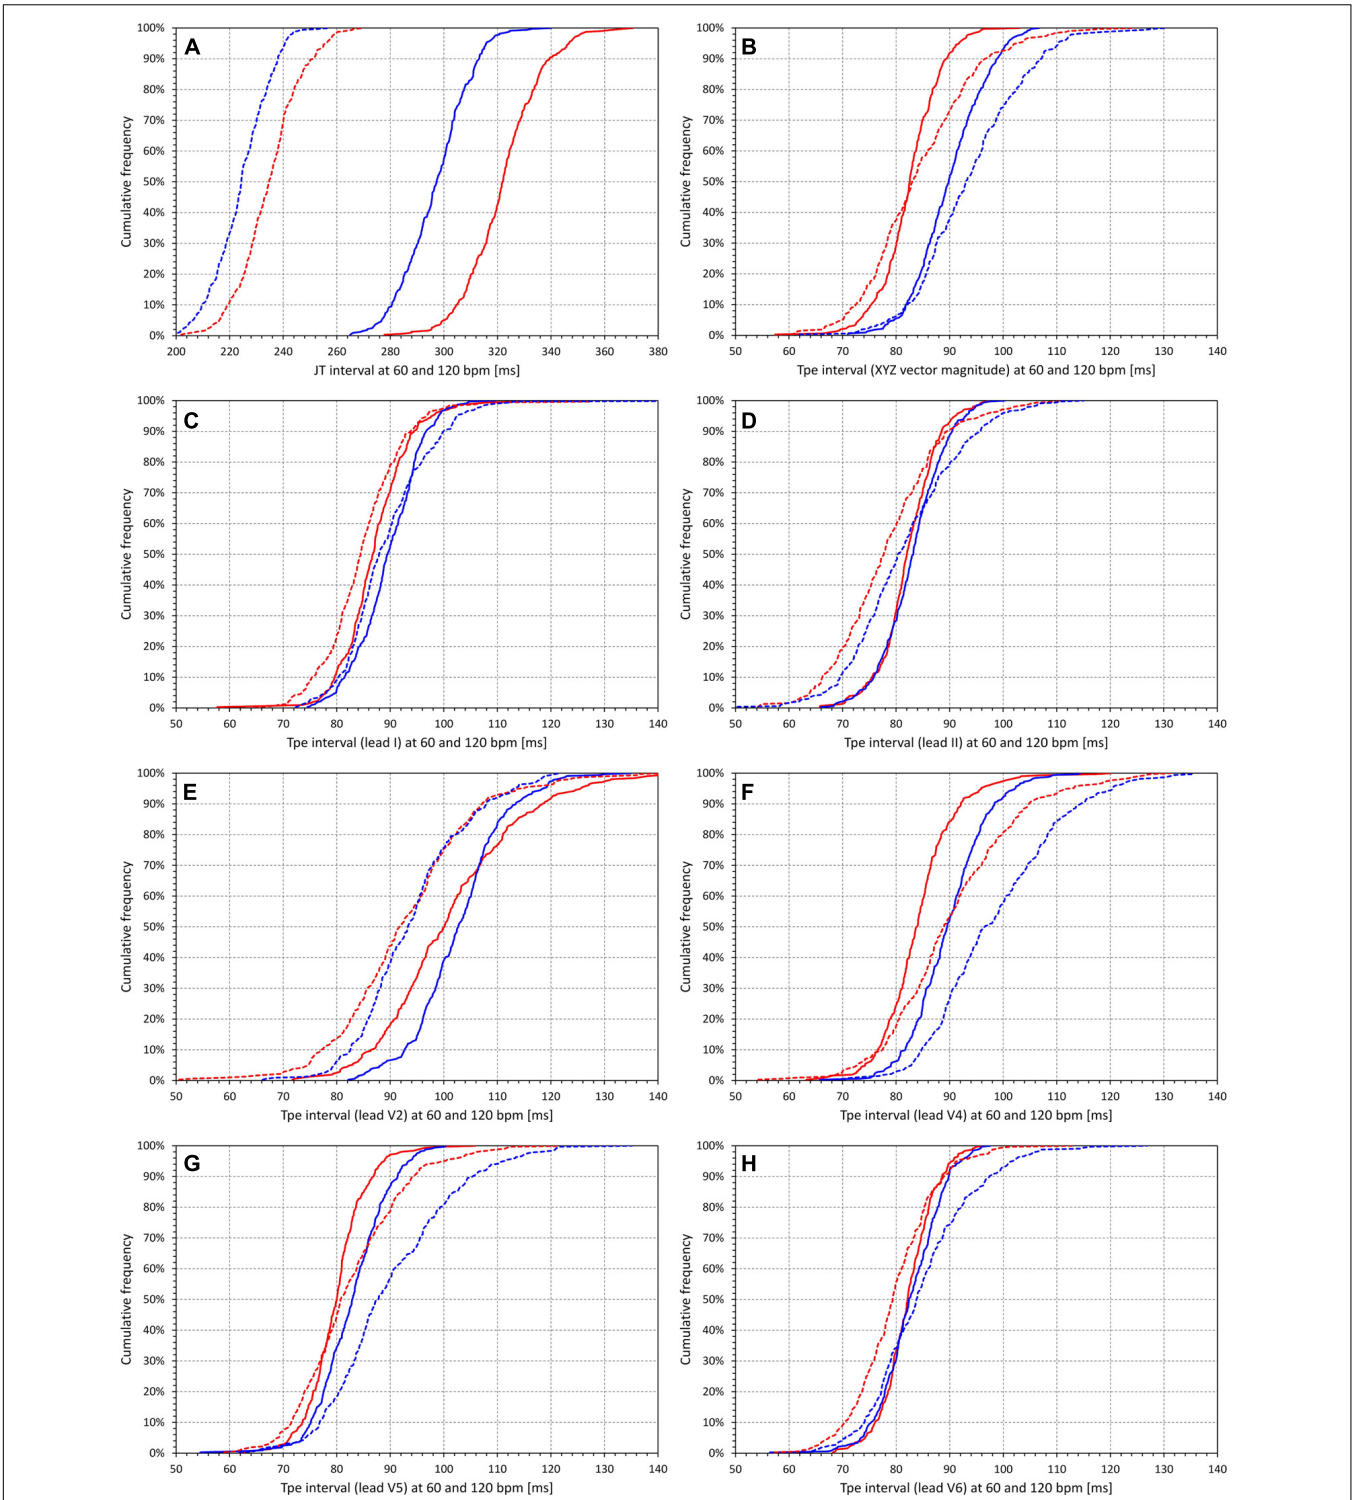 A
Cumulative frequency
100%
90%
80%
70%
60%
50%
40%
30%
20%
10%
0%
200 220 240 260 280 300 320 340 360 380
JT interval at 60 and 120 bpm [ms]
B
Cumulative frequency
100%
90%
80%
70%
60%
50%
40%
30%
20%
10%
0%
50 60 70 80 90 100 110 120 130 140
Tpe interval (XYZ vector magnitude) at 60 and 120 bpm [ms]
C
Cumulative frequency
100%
90%
80%
70%
60%
50%
40%
30%
20%
10%
0%
50 60 70 80 90 100 110 120 130 140
Tpe interval (lead I) at 60 and 120 bpm [ms]
D
Cumulative frequency
100%
90%
80%
70%
60%
50%
40%
30%
20%
10%
0%
50 60 70 80 90 100 110 120 130 140
Tpe interval (lead II) at 60 and 120 bpm [ms]
E
Cumulative frequency
100%
90%
80%
70%
60%
50%
40%
30%
20%
10%
0%
50 60 70 80 90 100 110 120 130 140
Tpe interval (lead V2) at 60 and 120 bpm [ms]
F
Cumulative frequency
100%
90%
80%
70%
60%
50%
40%
30%
20%
10%
0%
50 60 70 80 90 100 110 120 130 140
Tpe interval (lead V4) at 60 and 120 bpm [ms]
G
Cumulative frequency
100%
90%
80%
70%
60%
50%
40%
30%
20%
10%
0%
50 60 70 80 90 100 110 120 130 140
Tpe interval (lead V5) at 60 and 120 bpm [ms]
H
Cumulative frequency
100%
90%
80%
70%
60%
50%
40%
30%
20%
10%
0%
50 60 70 80 90 100 110 120 130 140
Tpe interval (lead V6) at 60 and 120 bpm [ms]